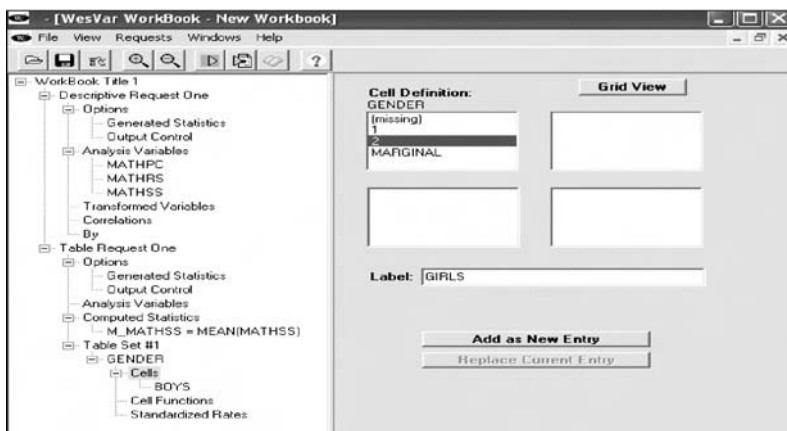 - [WesVar WorkBook - New Workbook]
File View Requests Windows Help
WorkBook Title 1
Descriptive Request One
Options
Generated Statistics
Output Control
Analysis Variables
MATHPC
MATHRS
MATHSS
Transformed Variables
Correlations
By
Table Request One
Options
Generated Statistics
Output Control
Analysis Variables
Computed Statistics
M_MATHSS = MEAN(MATHSS)
Table Set #1
GENDER
Cells
BOYS
Cell Functions
Standardized Rates
Cell Definition:
Grid View
GENDER
(missing)
1
2
MARGINAL
Label: GIRLS
Add as New Entry
Replace Current Entry